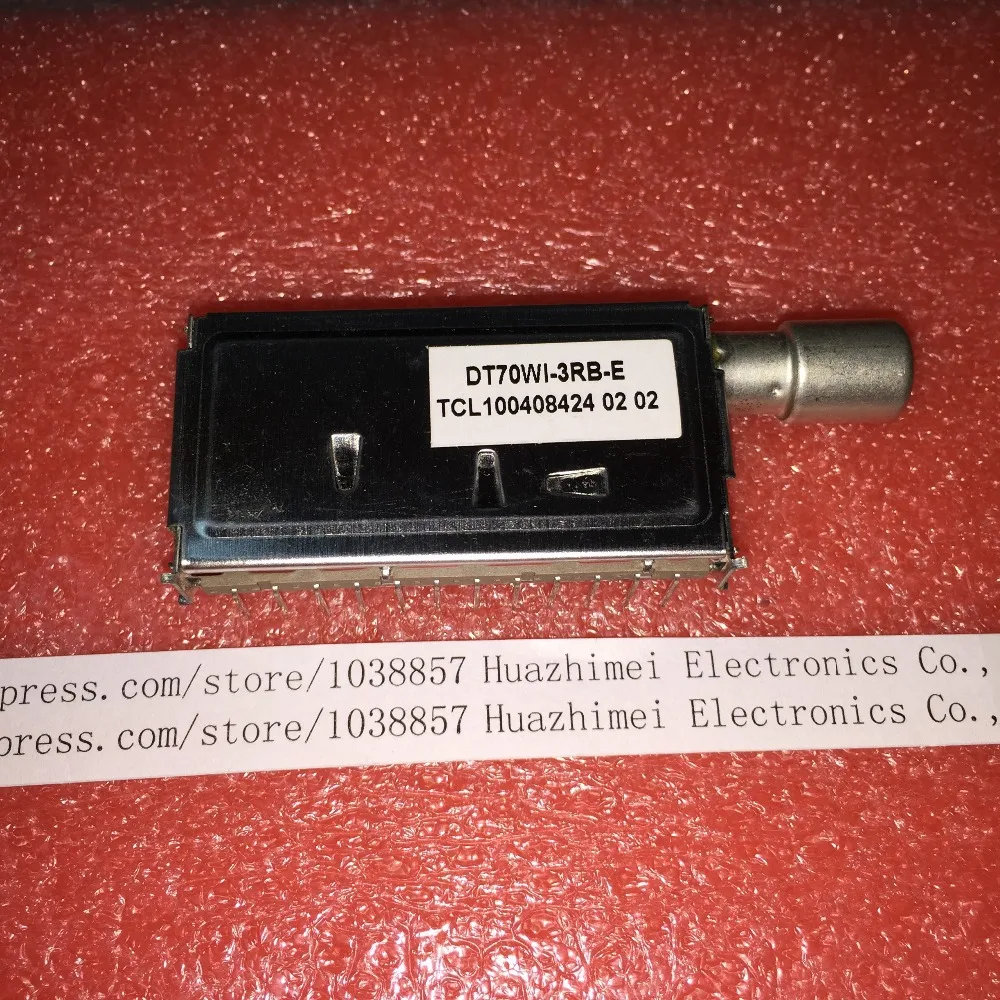 DT70WI-3RB-E
TCL100408424 02 02
press.com/store/1038857 Huazhimei Electronics Co.,
press.com/store/1038857 Huazhimei Electronics Co.,